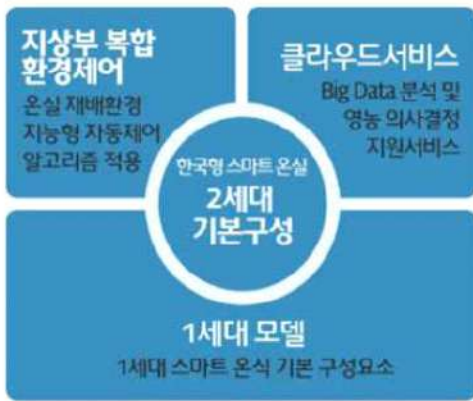 지상부 복합
환경제어
온실 재배환경
지능형 자동제어
알고리즘 적용
클라우드서비스
Big Data 분석 및
영농 의사결정
지원서비스
한국형 스마트 온실
2세대
기본구성
1세대 모델
1세대 스마트 온식 기본 구성요소